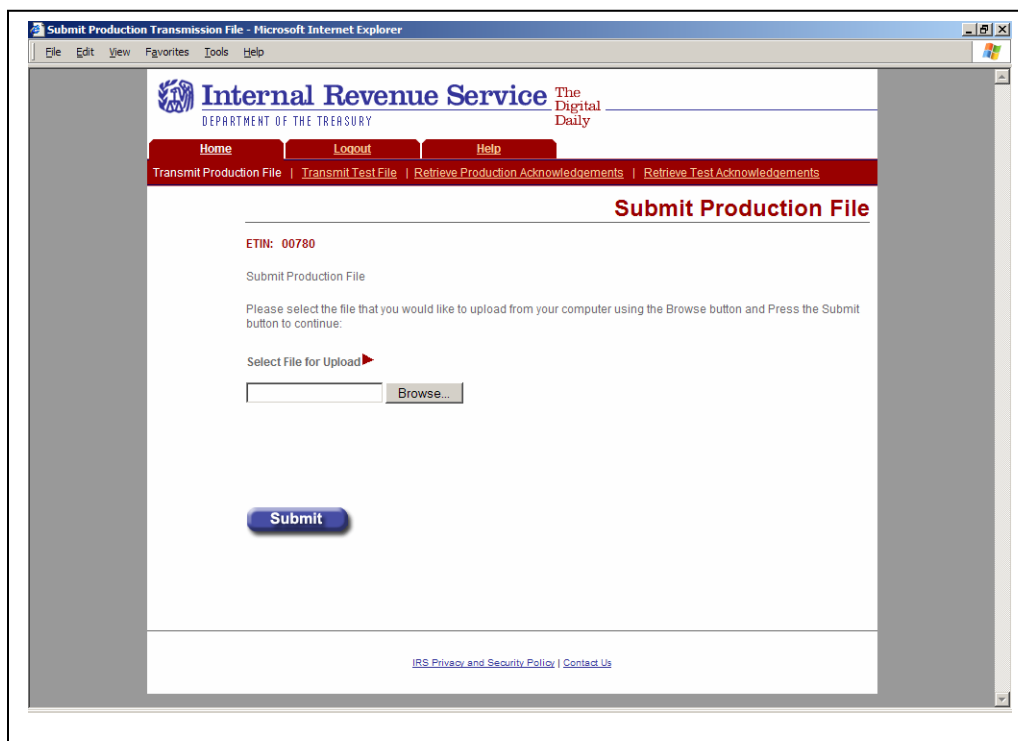 Submit Production Transmission File - Microsoft Internet Explorer
File Edit View Favorites Tools Help
Internal Revenue Service
DEPARTMENT OF THE TREASURY
The
Digital
Daily
Home Logout Help
Transmit Production File | Transmit Test File | Retrieve Production Acknowledgements | Retrieve Test Acknowledgements
Submit Production File
ETIN: 00780
Submit Production File
Please select the file that you would like to upload from your computer using the Browse button and Press the Submit
button to continue:
Select File for Upload
Browse...
Submit
IRS Privacy and Security Policy | Contact Us